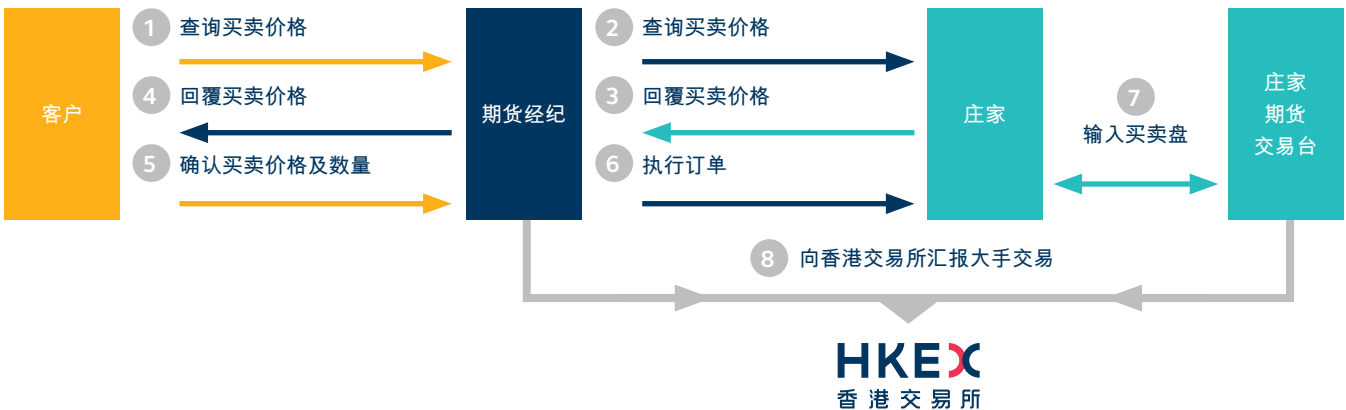 1 查询买卖价格
2 查询买卖价格
客户
4 回覆买卖价格
期货经纪
3 回覆买卖价格
庄家
7
输入买卖盘
庄家
期货
交易台
5 确认买卖价格及数量
6 执行订单
8 向香港交易所汇报大手交易
HKEX
香港交易所